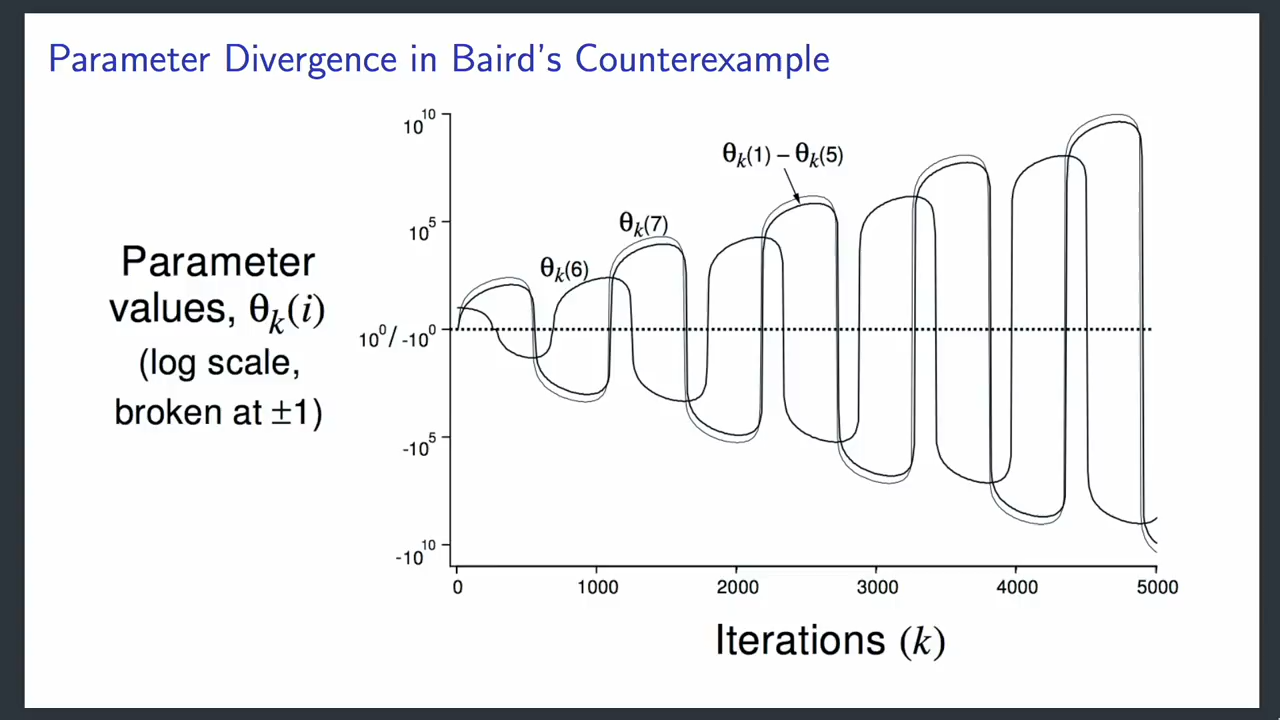 Parameter Divergence in Baird's Counterexample
Parameter
values, θk(i)
(log scale,
broken at ±1)
10^10
10^5
10^0/ -10^0
-10^5
-10^10
θk(1) – θk(5)
θk(7)
θk(6)
0 1000 2000 3000 4000 5000
Iterations (k)